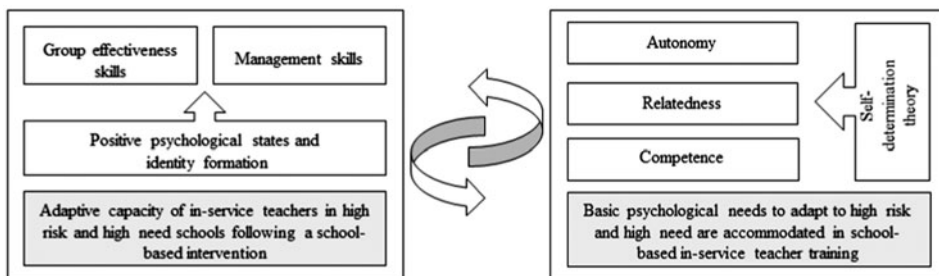 Group effectiveness
skills
Management skills
Positive psychological states and
identity formation
Adaptive capacity of in-service teachers in high
risk and high need schools following a school-
based intervention
Autonomy
Relatedness
Competence
Self-
determination
theory
Basic psychological needs to adapt to high risk
and high need are accommodated in school-
based in-service teacher training